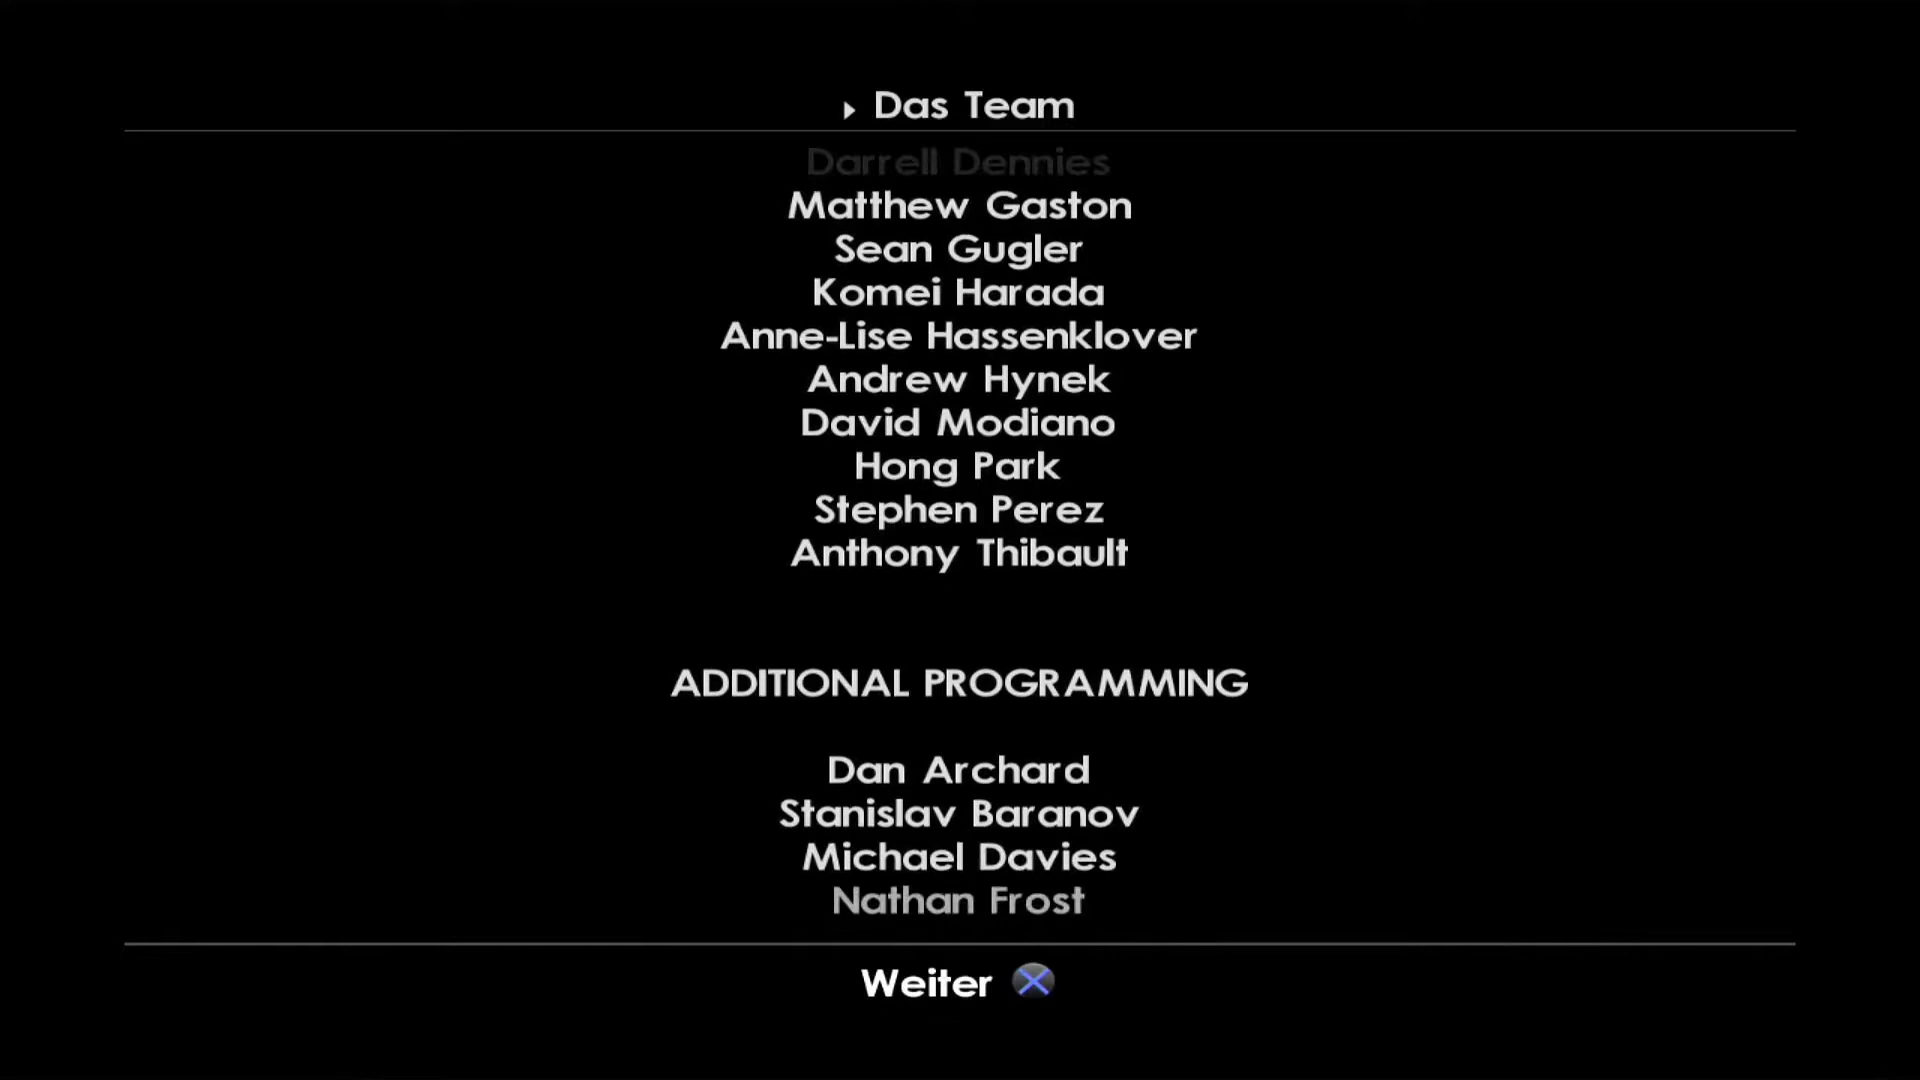 Das Team
Darrell Dennies
Matthew Gaston
Sean Gugler
Komei Harada
Anne-Lise Hassenklover
Andrew Hynek
David Modiano
Hong Park
Stephen Perez
Anthony Thibault
ADDITIONAL PROGRAMMING
Dan Archard
Stanislav Baranov
Michael Davies
Nathan Frost
Weiter